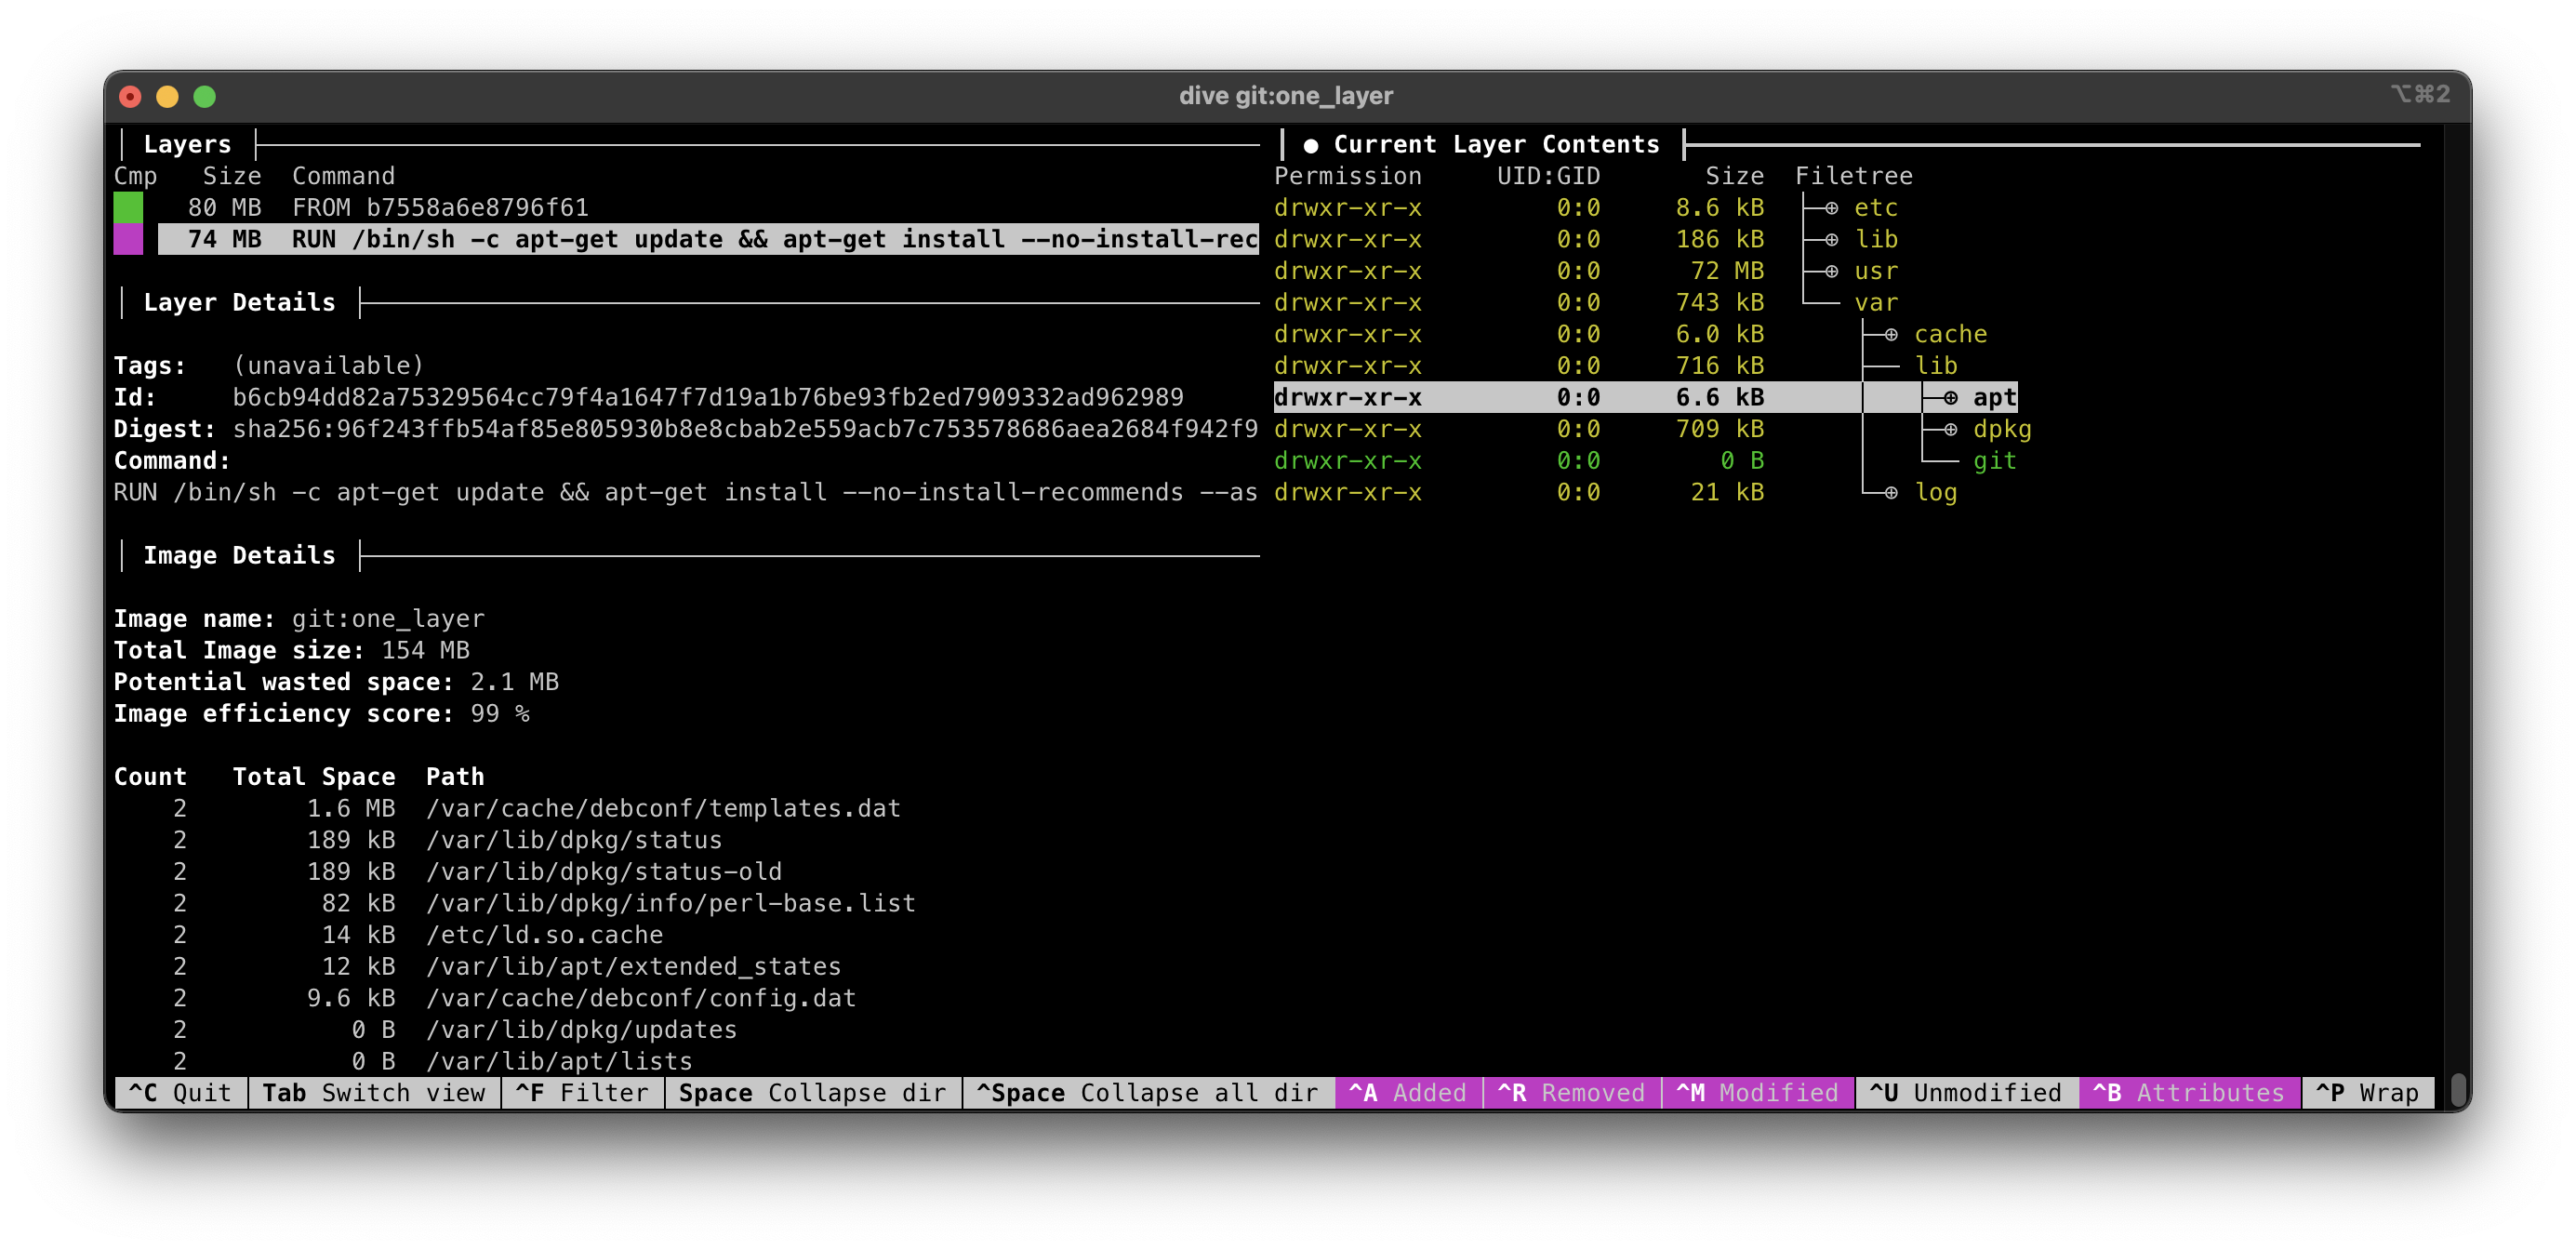 dive git:one_layer
⌥⌘2
Layers
Cmp Size Command
80 MB FROM b7558a6e8796f61
74 MB RUN /bin/sh -c apt-get update && apt-get install --no-install-rec
Layer Details
Tags: (unavailable)
Id: b6cb94dd82a75329564cc79f4a1647f7d19a1b76be93fb2ed7909332ad962989
Digest: sha256:96f243ffb54af85e805930b8e8cbab2e559acb7c753578686aea2684f942f9
Command:
RUN /bin/sh -c apt-get update && apt-get install --no-install-recommends --as
Image Details
Image name: git:one_layer
Total Image size: 154 MB
Potential wasted space: 2.1 MB
Image efficiency score: 99 %
Count Total Space Path
2 1.6 MB /var/cache/debconf/templates.dat
2 189 kB /var/lib/dpkg/status
2 189 kB /var/lib/dpkg/status-old
2 82 kB /var/lib/dpkg/info/perl-base.list
2 14 kB /etc/ld.so.cache
2 12 kB /var/lib/apt/extended_states
2 9.6 kB /var/cache/debconf/config.dat
2 0 B /var/lib/dpkg/updates
2 0 B /var/lib/apt/lists
● Current Layer Contents
Permission UID:GID Size Filetree
drwxr-xr-x 0:0 8.6 kB ├─⊕ etc
drwxr-xr-x 0:0 186 kB ├─⊕ lib
drwxr-xr-x 0:0 72 MB ├─⊕ usr
drwxr-xr-x 0:0 743 kB └── var
drwxr-xr-x 0:0 6.0 kB ├─⊕ cache
drwxr-xr-x 0:0 716 kB ├── lib
drwxr-xr-x 0:0 6.6 kB │ ├─⊕ apt
drwxr-xr-x 0:0 709 kB │ ├─⊕ dpkg
drwxr-xr-x 0:0 0 B │ └── git
drwxr-xr-x 0:0 21 kB └─⊕ log
^C Quit Tab Switch view ^F Filter Space Collapse dir ^Space Collapse all dir ^A Added ^R Removed ^M Modified ^U Unmodified ^B Attributes ^P Wrap